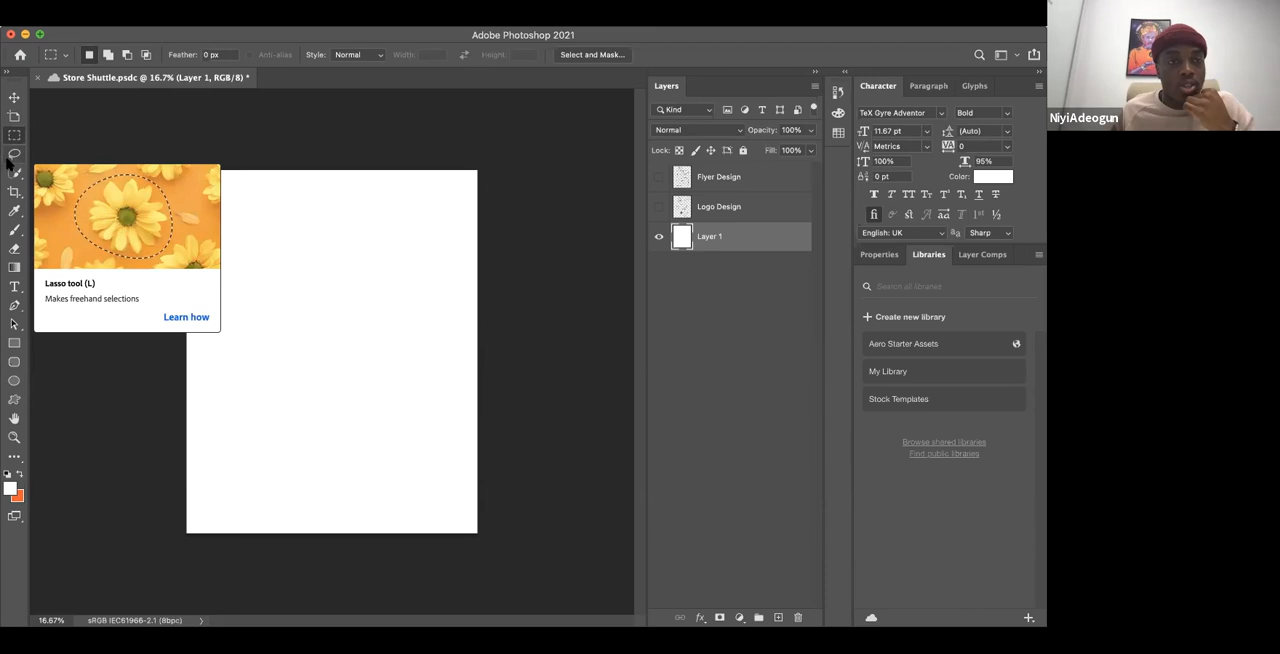 Adobe Photoshop 2021
Feather: 0 px
Anti-alias
Style: Normal
Width:
Height:
Select and Mask...
Store Shuttle.psdc @ 16.7% (Layer 1, RGB/8) *
Lasso tool (L)
Makes freehand selections
Learn how
16.67%
sRGB IEC61966-2.1 (8bpc)
Layers
Kind
Normal
Opacity: 100%
Lock:
Fill: 100%
Flyer Design
Logo Design
Layer 1
fx
Character
Paragraph
Glyphs
TeX Gyre Adventor
Bold
11.67 pt
(Auto)
Metrics
0
100%
95%
0 pt
Color:
English: UK
Sharp
Properties
Libraries
Layer Comps
Search all libraries
Create new library
Aero Starter Assets
My Library
Stock Templates
Browse shared libraries
Find public libraries
NiyiAdeogun